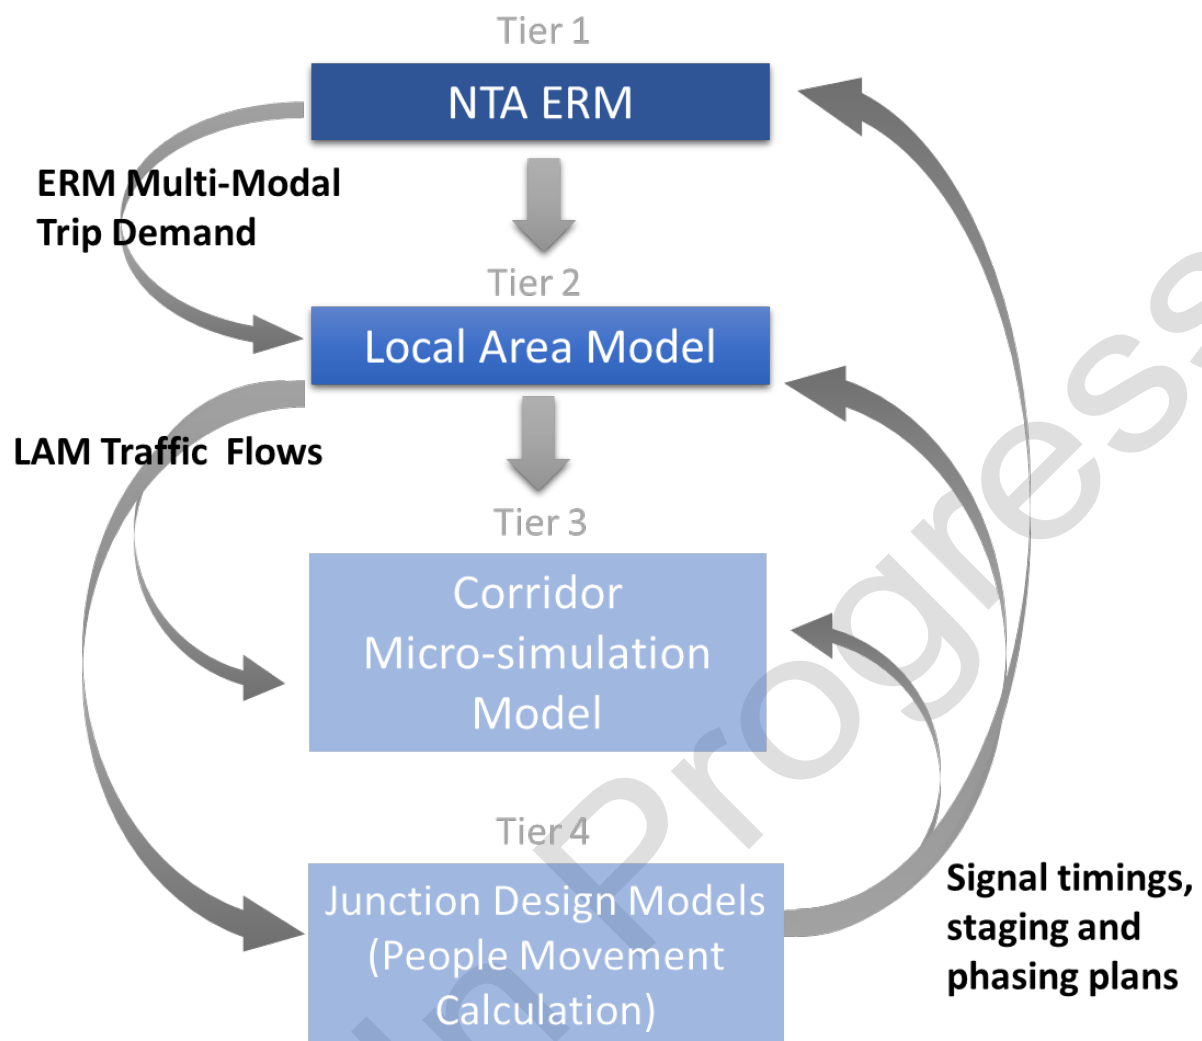 Tier 1
NTA ERM
ERM Multi-Modal
Trip Demand
Tier 2
Local Area Model
LAM Traffic Flows
Tier 3
Corridor
Micro-simulation
Model
Tier 4
Junction Design Models
(People Movement
Calculation)
Signal timings,
staging and
phasing plans
In Progress